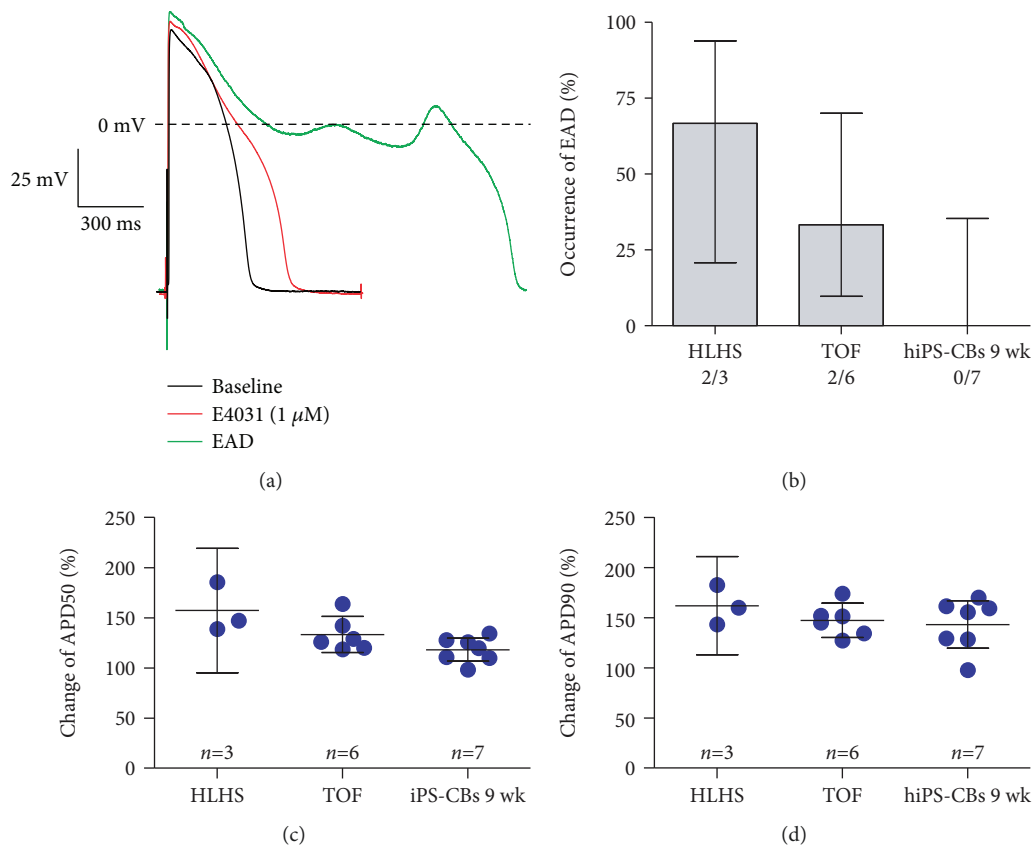 0 mV
25 mV
300 ms
Baseline
E4031 (1 μM)
EAD
(a)
Occurrence of EAD (%)
100
75
50
25
0
HLHS
2/3
TOF
2/6
hiPS-CBs 9 wk
0/7
(b)
Change of APD50 (%)
250
200
150
100
50
0
n=3
n=6
n=7
HLHS
TOF
iPS-CBs 9 wk
(c)
Change of APD90 (%)
250
200
150
100
50
0
n=3
n=6
n=7
HLHS
TOF
hiPS-CBs 9 wk
(d)